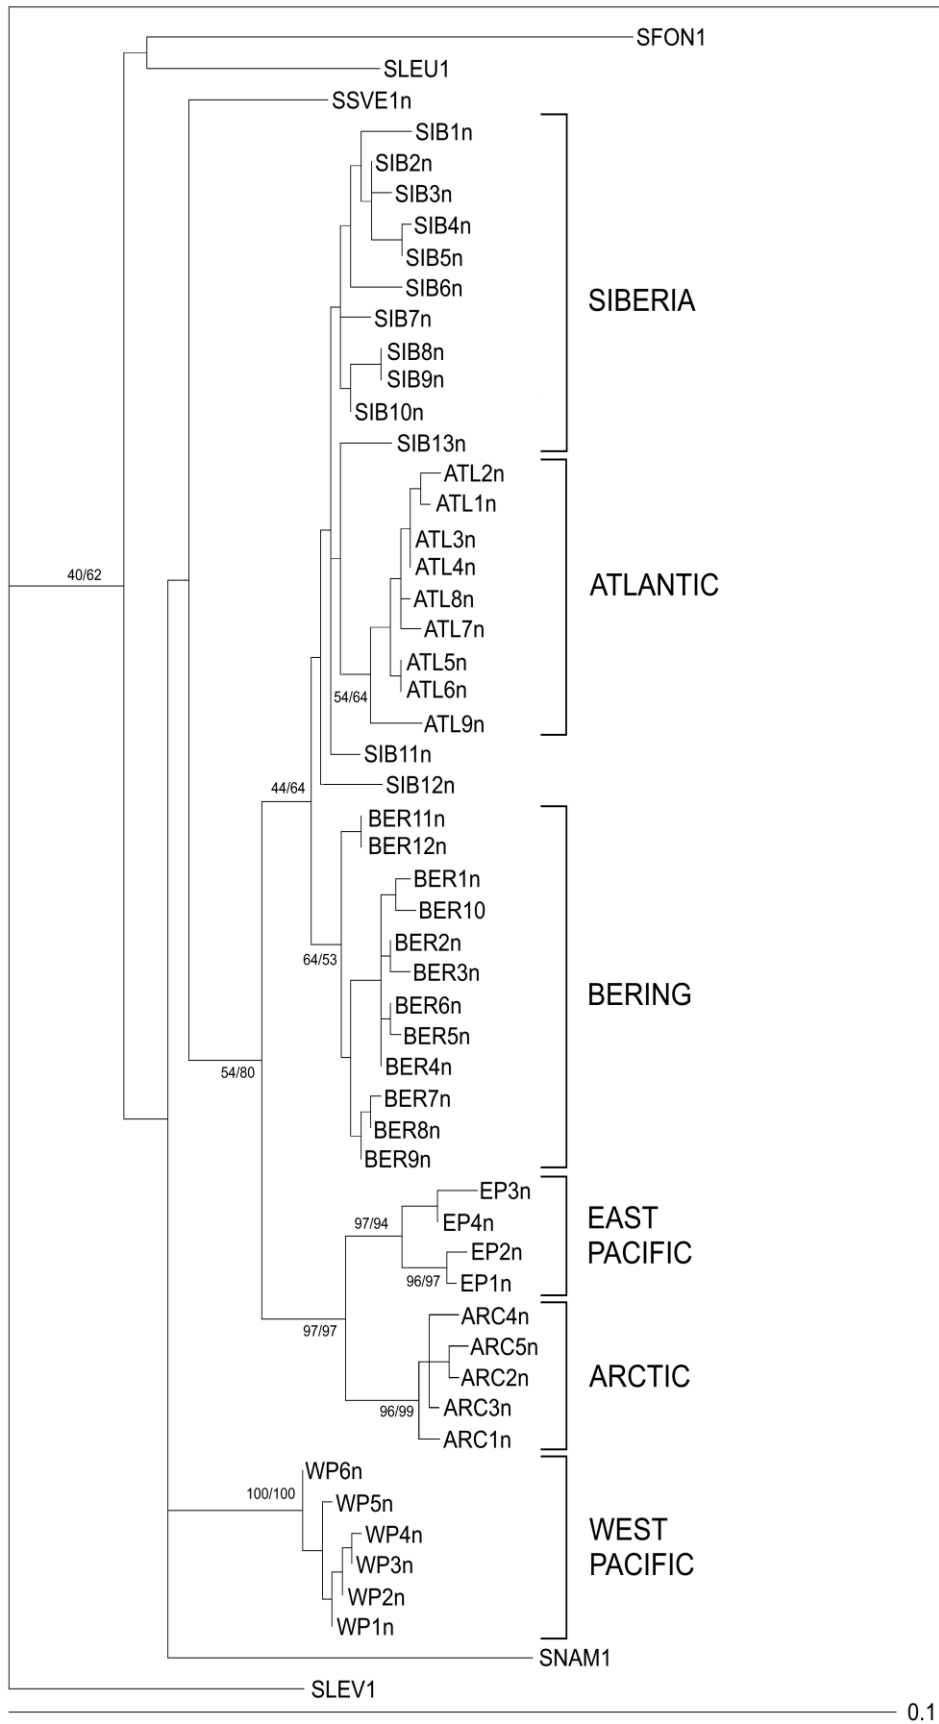 SFON1
SLEU1
SSVE1n
SIB1n
SIB2n
SIB3n
SIB4n
SIB5n
SIB6n
SIBERIA
SIB7n
SIB8n
SIB9n
SIB10n
SIB13n
ATL2n
ATL1n
ATL3n
ATL4n
40/62
ATLANTIC
ATL8n
ATL7n
ATL5n
ATL6n
54/64
ATL9n
SIB11n
SIB12n
44/64
BER11n
BER12n
BER1n
BER10
BER2n
64/53
BER3n
BERING
BER6n
BER5n
BER4n
54/80
BER7n
BER8n
BER9n
EP3n
EAST
97/94
EP4n
EP2n
PACIFIC
96/97
EP1n
ARC4n
97/97
ARC5n
ARC2n
ARCTIC
ARC3n
96/99
ARC1n
WP6n
100/100
WP5n
WP4n
WEST
WP3n
PACIFIC
WP2n
WP1n
SNAM1
SLEV1
0.1